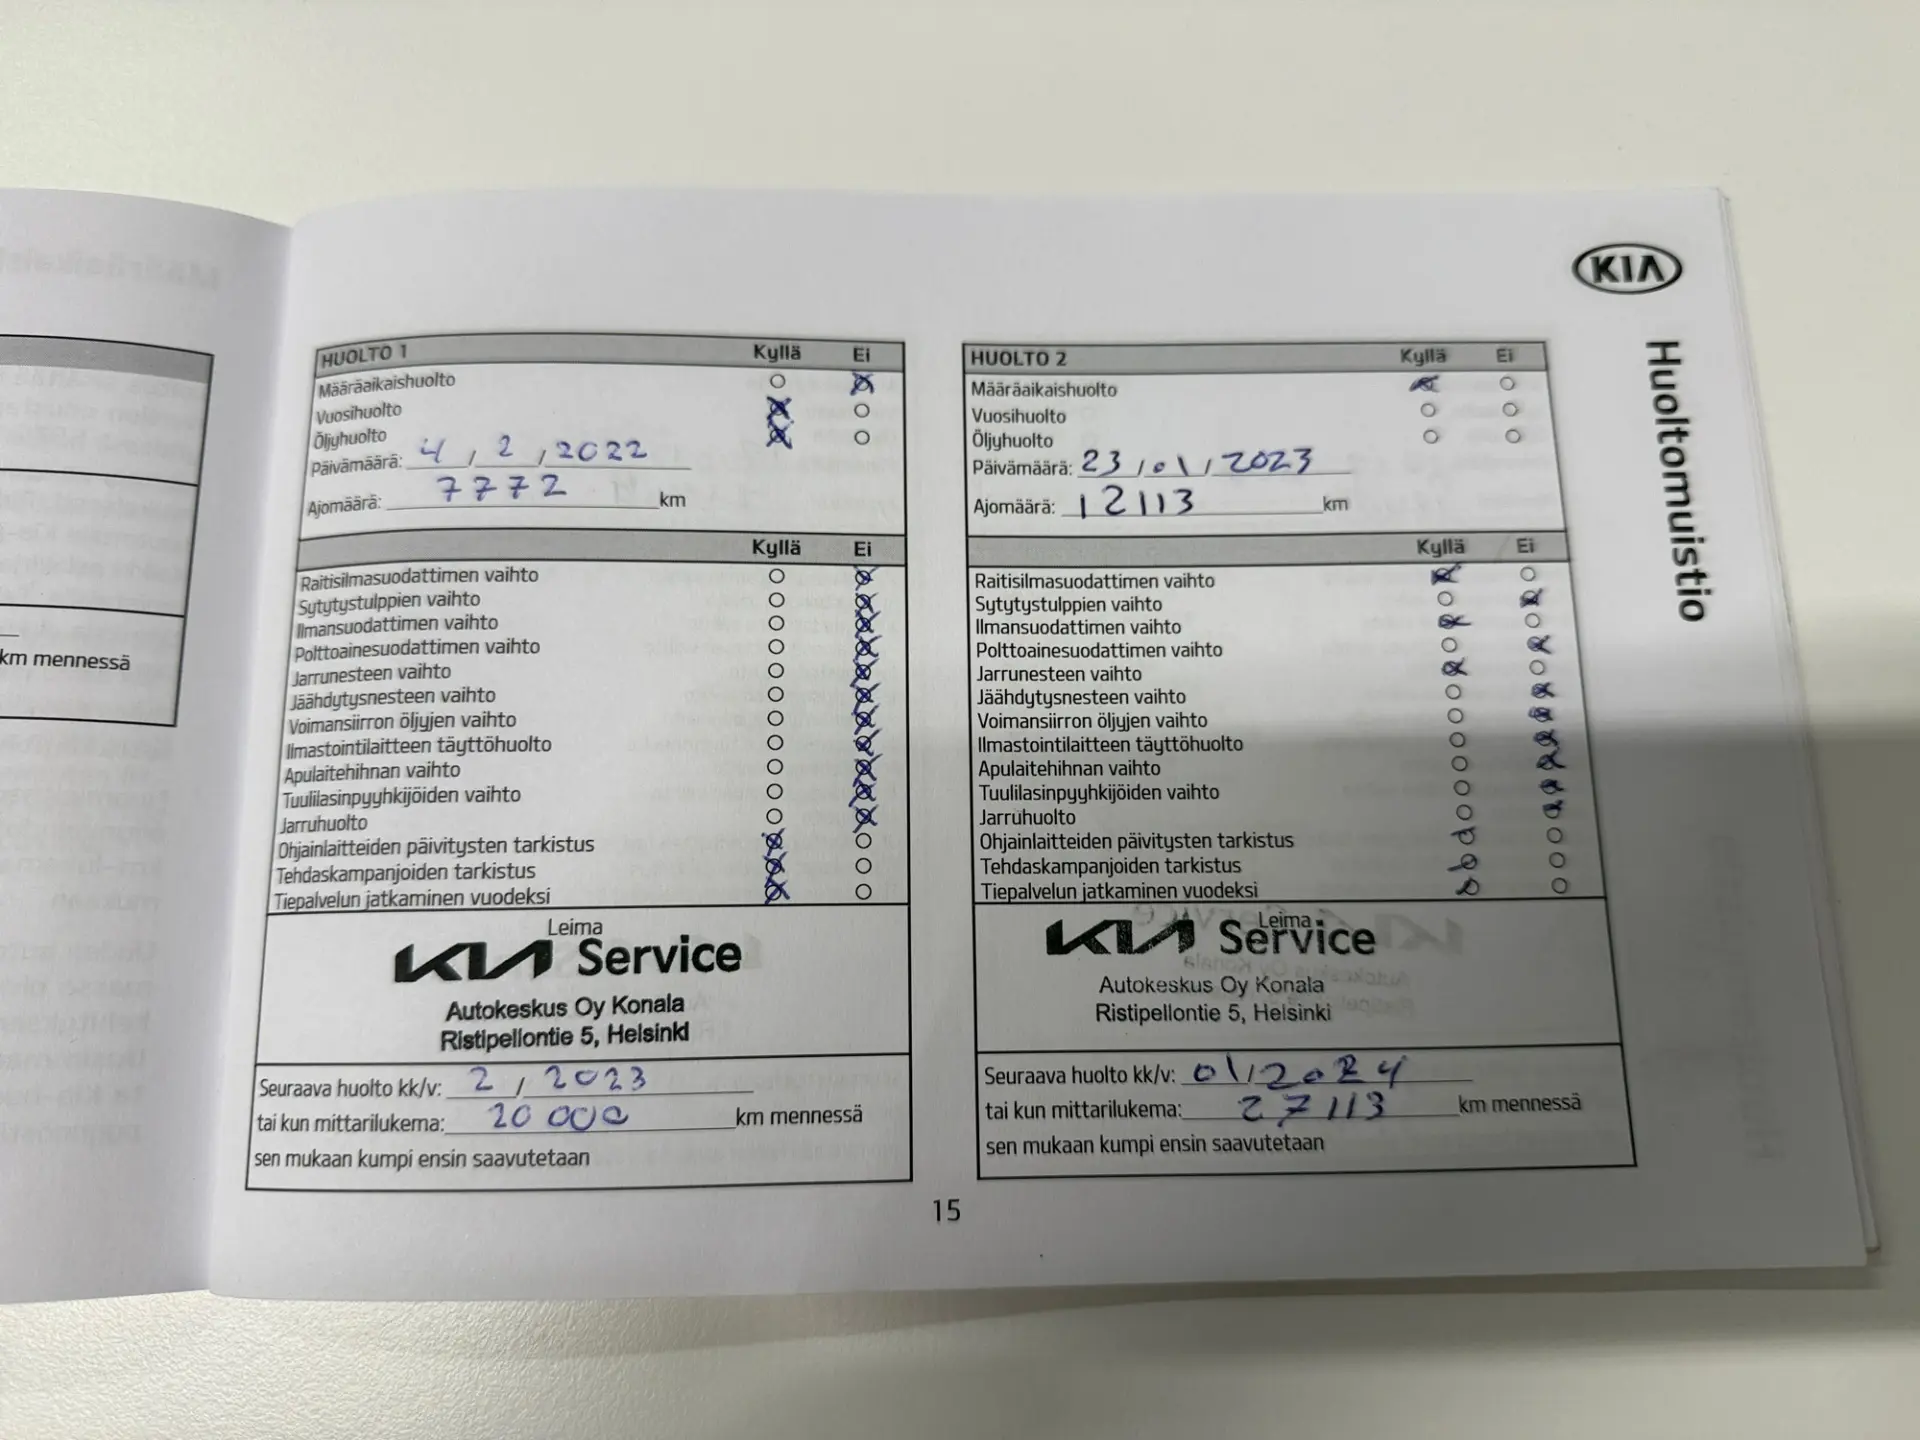 KIA
Huoltomuistio
km mennessä
HUOLTO 1 Kyllä Ei
Määräaikaishuolto
Vuosihuolto
Öljyhuolto
Päivämäärä: 4 / 2 / 2022
Ajomäärä: 7772 km
Kyllä Ei
Raitisilmasuodattimen vaihto
Sytytystulppien vaihto
Ilmansuodattimen vaihto
Polttoainesuodattimen vaihto
Jarrunesteen vaihto
Jäähdytysnesteen vaihto
Voimansiirron öljyjen vaihto
Ilmastointilaitteen täyttöhuolto
Apulaitehihnan vaihto
Tuulilasinpyyhkijöiden vaihto
Jarruhuolto
Ohjainlaitteiden päivitysten tarkistus
Tehdaskampanjoiden tarkistus
Tiepalvelun jatkaminen vuodeksi
Leima
KIA Service
Autokeskus Oy Konala
Ristipellontie 5, Helsinki
Seuraava huolto kk/v: 2 / 2023
tai kun mittarilukema: 20 000 km mennessä
sen mukaan kumpi ensin saavutetaan
HUOLTO 2 Kyllä Ei
Määräaikaishuolto
Vuosihuolto
Öljyhuolto
Päivämäärä: 23 / 01 / 2023
Ajomäärä: 12113 km
Kyllä Ei
Raitisilmasuodattimen vaihto
Sytytystulppien vaihto
Ilmansuodattimen vaihto
Polttoainesuodattimen vaihto
Jarrunesteen vaihto
Jäähdytysnesteen vaihto
Voimansiirron öljyjen vaihto
Ilmastointilaitteen täyttöhuolto
Apulaitehihnan vaihto
Tuulilasinpyyhkijöiden vaihto
Jarruhuolto
Ohjainlaitteiden päivitysten tarkistus
Tehdaskampanjoiden tarkistus
Tiepalvelun jatkaminen vuodeksi
Leima
KIA Service
Autokeskus Oy Konala
Ristipellontie 5, Helsinki
Seuraava huolto kk/v: 01 / 2024
tai kun mittarilukema: 27113 km mennessä
sen mukaan kumpi ensin saavutetaan
15